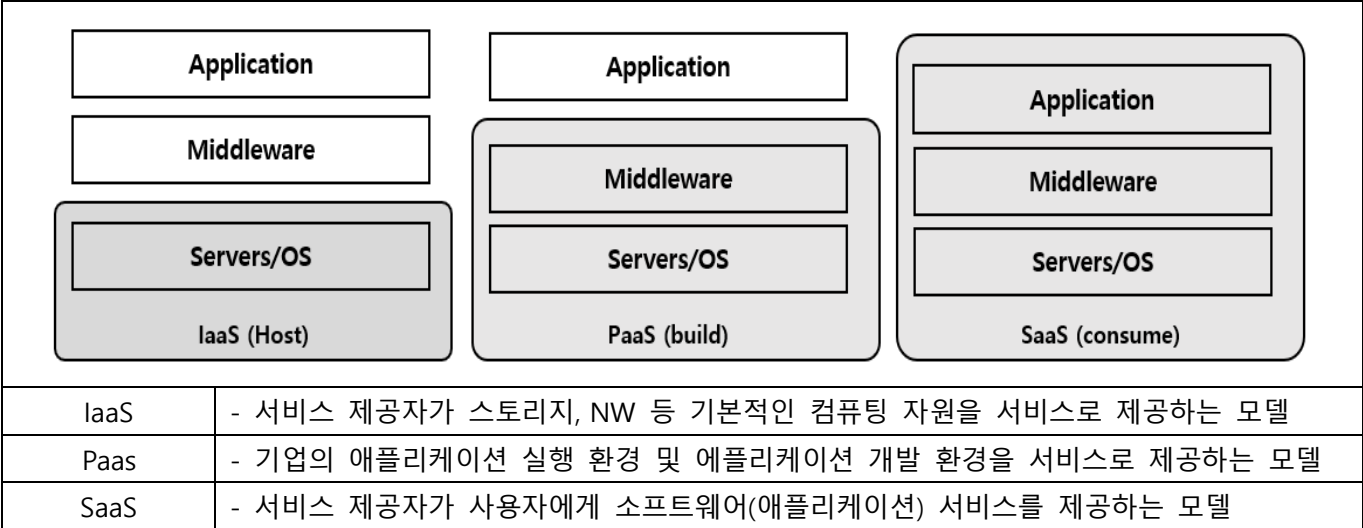 Application
Middleware
Servers/OS
IaaS (Host)
Application
Middleware
Servers/OS
PaaS (build)
Application
Middleware
Servers/OS
SaaS (consume)
IaaS - 서비스 제공자가 스토리지, NW 등 기본적인 컴퓨팅 자원을 서비스로 제공하는 모델
Paas - 기업의 애플리케이션 실행 환경 및 에플리케이션 개발 환경을 서비스로 제공하는 모델
SaaS - 서비스 제공자가 사용자에게 소프트웨어(애플리케이션) 서비스를 제공하는 모델